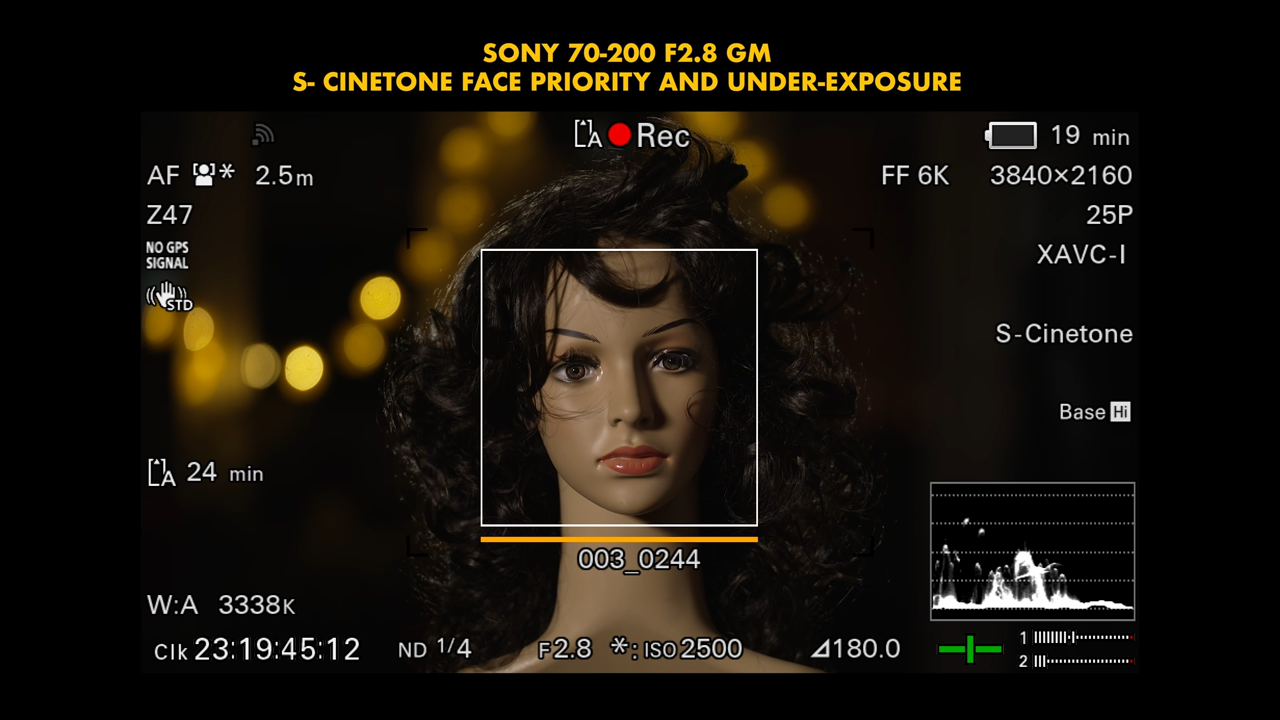 SONY 70-200 F2.8 GM
S- CINETONE FACE PRIORITY AND UNDER-EXPOSURE
A Rec 19 min
AF * 2.5m FF 6K 3840×2160
Z47 25P
NO GPS
SIGNAL
XAVC-I
STD
S-Cinetone
Base Hi
A 24 min
003_0244
W:A 3338K
Clk 23:19:45:12 ND 1/4 F2.8 *: ISO 2500 ⊿180.0
1
2